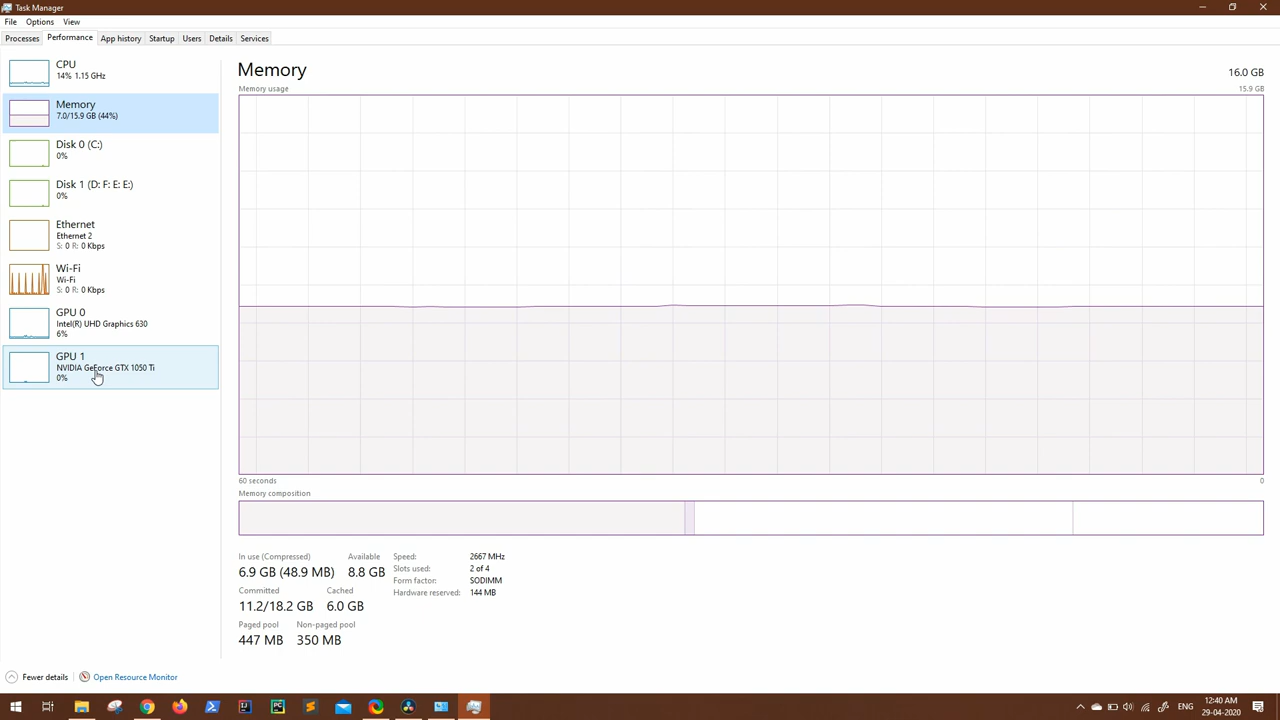 Task Manager
File Options View
Processes Performance App history Startup Users Details Services
CPU
14% 1.15 GHz
Memory
7.0/15.9 GB (44%)
Disk 0 (C:)
0%
Disk 1 (D: F: E: E:)
0%
Ethernet
Ethernet 2
S: 0 R: 0 Kbps
Wi-Fi
Wi-Fi
S: 0 R: 0 Kbps
GPU 0
Intel(R) UHD Graphics 630
6%
GPU 1
NVIDIA GeForce GTX 1050 Ti
0%
Memory 16.0 GB
Memory usage 15.9 GB
60 seconds 0
Memory composition
In use (Compressed) Available Speed: 2667 MHz
6.9 GB (48.9 MB) 8.8 GB Slots used: 2 of 4
Form factor: SODIMM
Committed Cached Hardware reserved: 144 MB
11.2/18.2 GB 6.0 GB
Paged pool Non-paged pool
447 MB 350 MB
Fewer details Open Resource Monitor
ENG 12:40 AM
29-04-2020